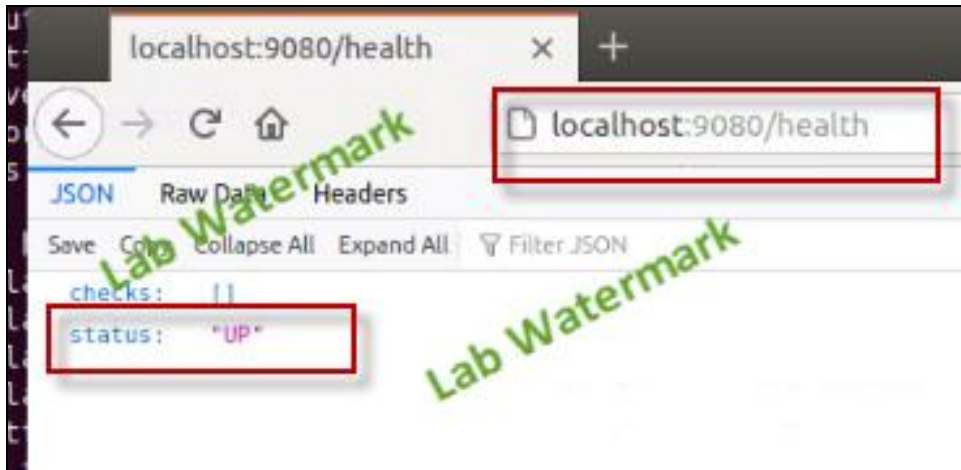 localhost:9080/health
localhost:9080/health
JSON Raw Data Headers
Save Copy Collapse All Expand All Filter JSON
checks: []
status: "UP"
Lab Watermark
Lab Watermark